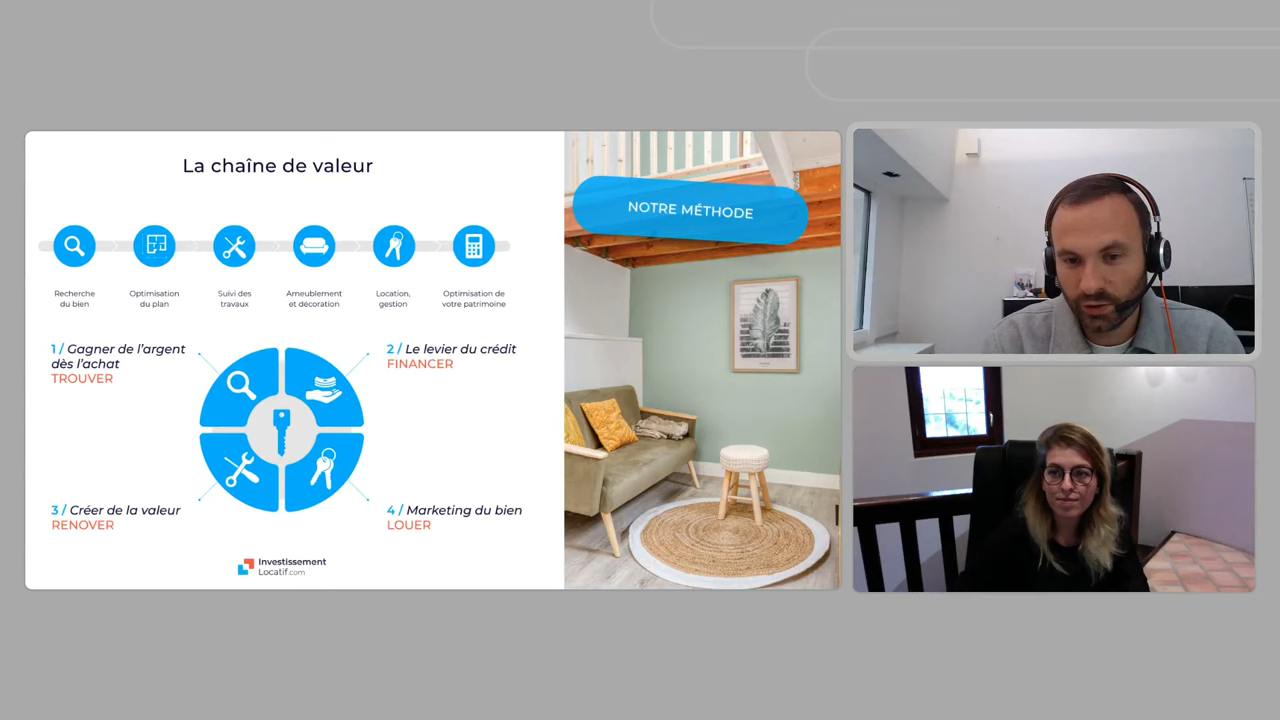 La chaîne de valeur
NOTRE MÉTHODE
Recherche
du bien
Optimisation
du plan
Suivi des
travaux
Ameublement
et décoration
Location,
gestion
Optimisation de
votre patrimoine
1 / Gagner de l'argent
dès l'achat
TROUVER
2 / Le levier du crédit
FINANCER
3 / Créer de la valeur
RENOVER
4 / Marketing du bien
LOUER
Investissement
Locatif.com